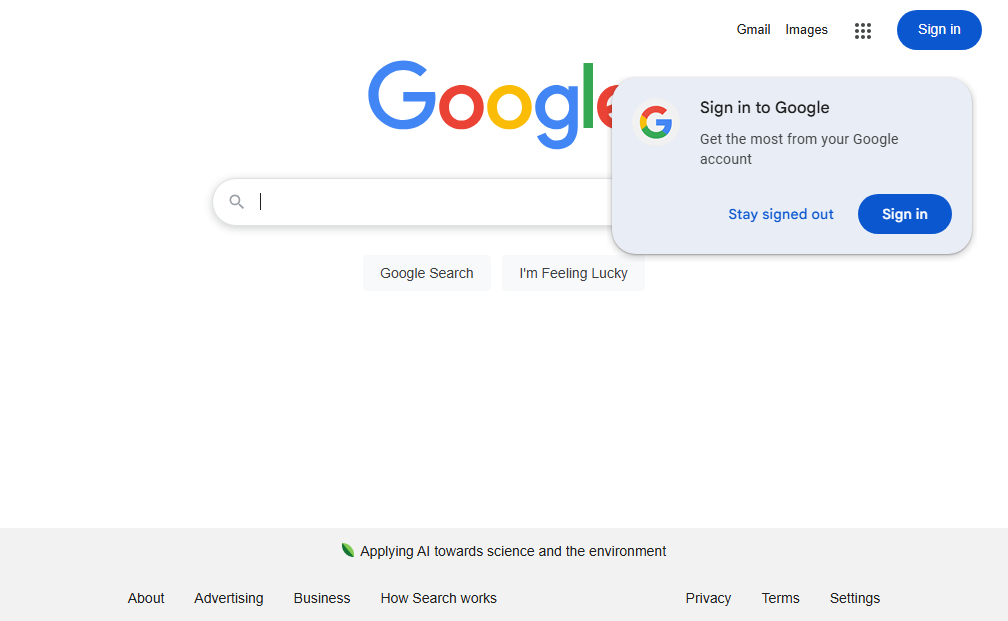 Gmail Images Sign in
Google
Sign in to Google
Get the most from your Google
account
Stay signed out Sign in
Google Search I'm Feeling Lucky
Applying AI towards science and the environment
About Advertising Business How Search works Privacy Terms Settings